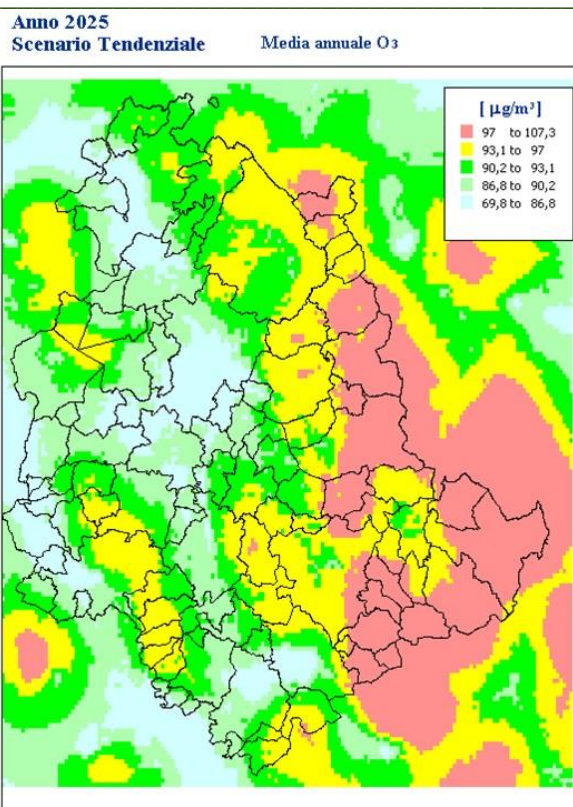 Anno 2025
Scenario Tendenziale Media annuale O3
[ μg/m³]
97 to 107,3
93,1 to 97
90,2 to 93,1
86,8 to 90,2
69,8 to 86,8